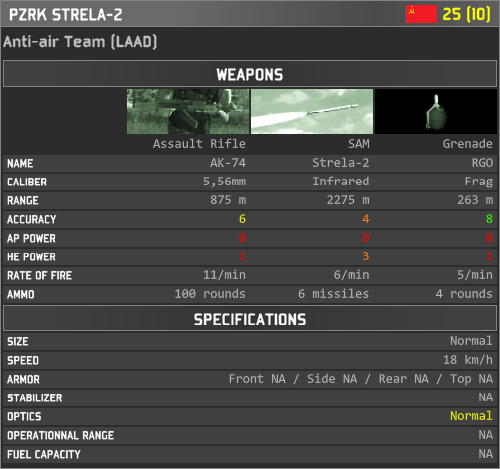 PZRK STRELA-2 25 (10)
Anti-air Team (LAAD)
WEAPONS
Assault Rifle SAM Grenade
NAME AK-74 Strela-2 RGO
CALIBER 5,56mm Infrared Frag
RANGE 875 m 2275 m 263 m
ACCURACY 6 4 8
AP POWER 0 0 0
HE POWER 1 3 1
RATE OF FIRE 11/min 6/min 5/min
AMMO 100 rounds 6 missiles 4 rounds
SPECIFICATIONS
SIZE Normal
SPEED 18 km/h
ARMOR Front NA / Side NA / Rear NA / Top NA
STABILIZER NA
OPTICS Normal
OPERATIONNAL RANGE NA
FUEL CAPACITY NA